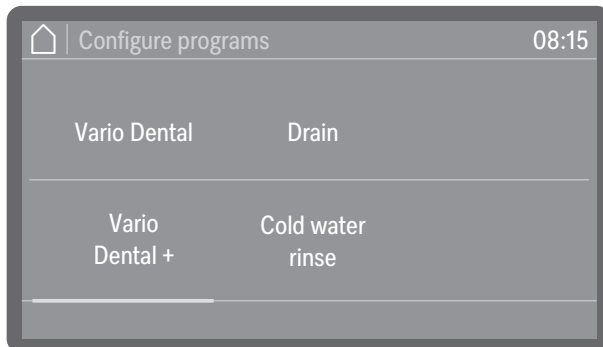 Configure programs 08:15
Vario Dental Drain
Vario
Dental +
Cold water
rinse